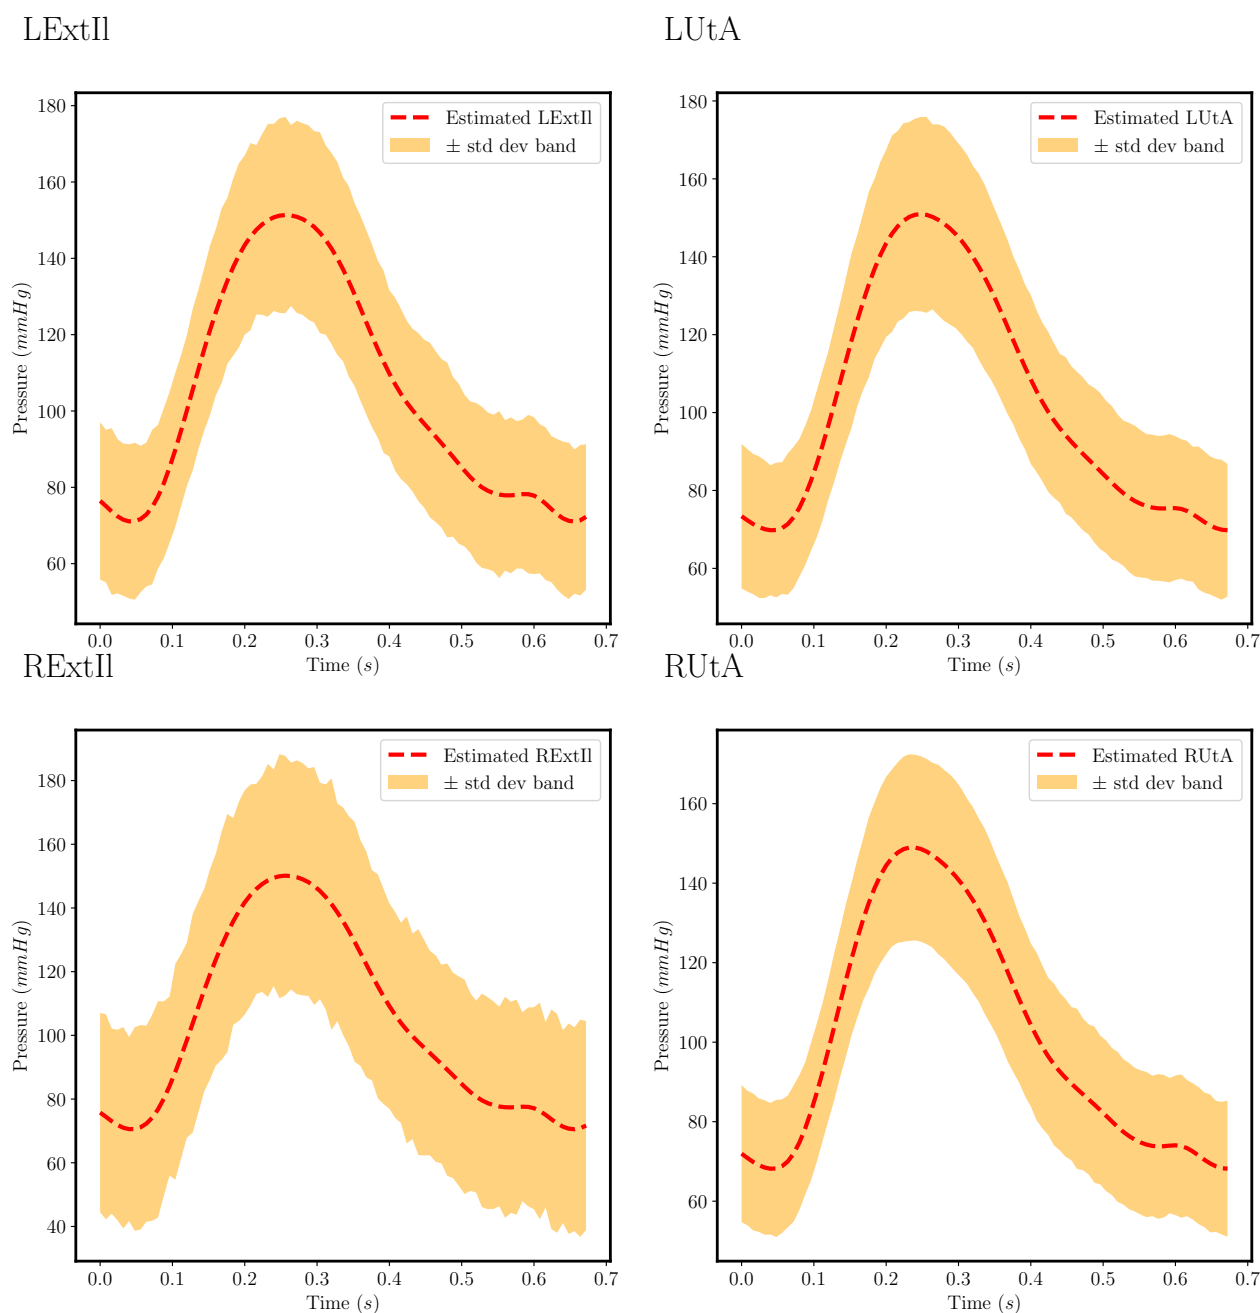 LExtIl
Estimated LExtIl
± std dev band
180
160
140
120
100
80
60
Pressure (mmHg)
0.0 0.1 0.2 0.3 0.4 0.5 0.6 0.7
Time (s)
LUtA
Estimated LUtA
± std dev band
180
160
140
120
100
80
60
Pressure (mmHg)
0.0 0.1 0.2 0.3 0.4 0.5 0.6 0.7
Time (s)
RExtIl
Estimated RExtIl
± std dev band
180
160
140
120
100
80
60
40
Pressure (mmHg)
0.0 0.1 0.2 0.3 0.4 0.5 0.6 0.7
Time (s)
RUtA
Estimated RUtA
± std dev band
160
140
120
100
80
60
Pressure (mmHg)
0.0 0.1 0.2 0.3 0.4 0.5 0.6 0.7
Time (s)